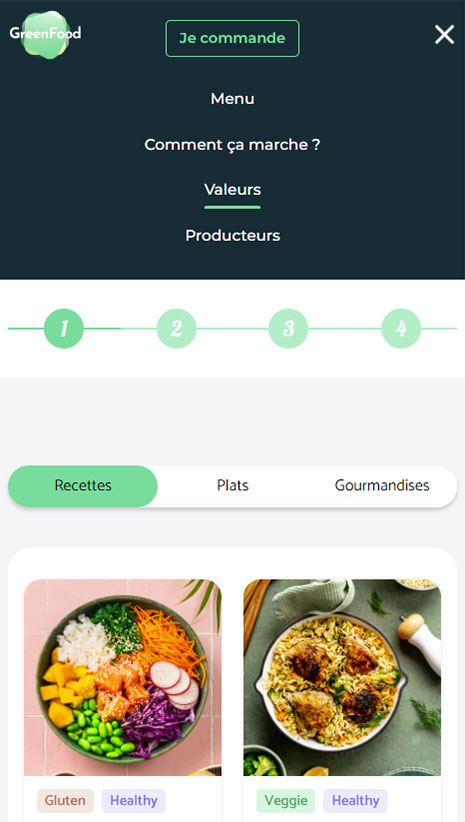 GreenFood
Je commande
Menu
Comment ça marche ?
Valeurs
Producteurs
1 2 3 4
Recettes Plats Gourmandises
Gluten Healthy Veggie Healthy